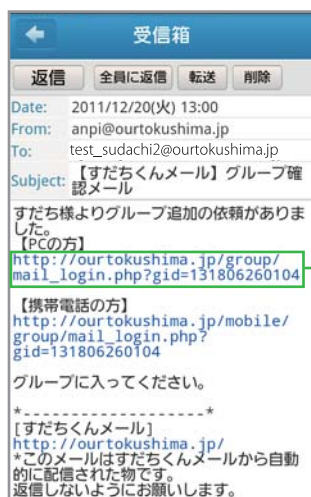 受信箱
返信 全員に返信 転送 削除
Date: 2011/12/20(火) 13:00
From: anpi@ourtokushima.jp
To: test_sudachi2@ourtokushima.jp
Subject: 【すだちくんメール】グループ確
認メール
すだち様よりグループ追加の依頼がありま
した。
【PCの方】
http://ourtokushima.jp/group/
mail_login.php?gid=131806260104
【携帯電話の方】
http://ourtokushima.jp/mobile/
group/mail_login.php?
gid=131806260104
グループに入ってください。
*-------------------*
[すだちくんメール]
http://ourtokushima.jp/
*このメールはすだちくんメールから自動
的に配信された物です。
返信しないようにお願いします。